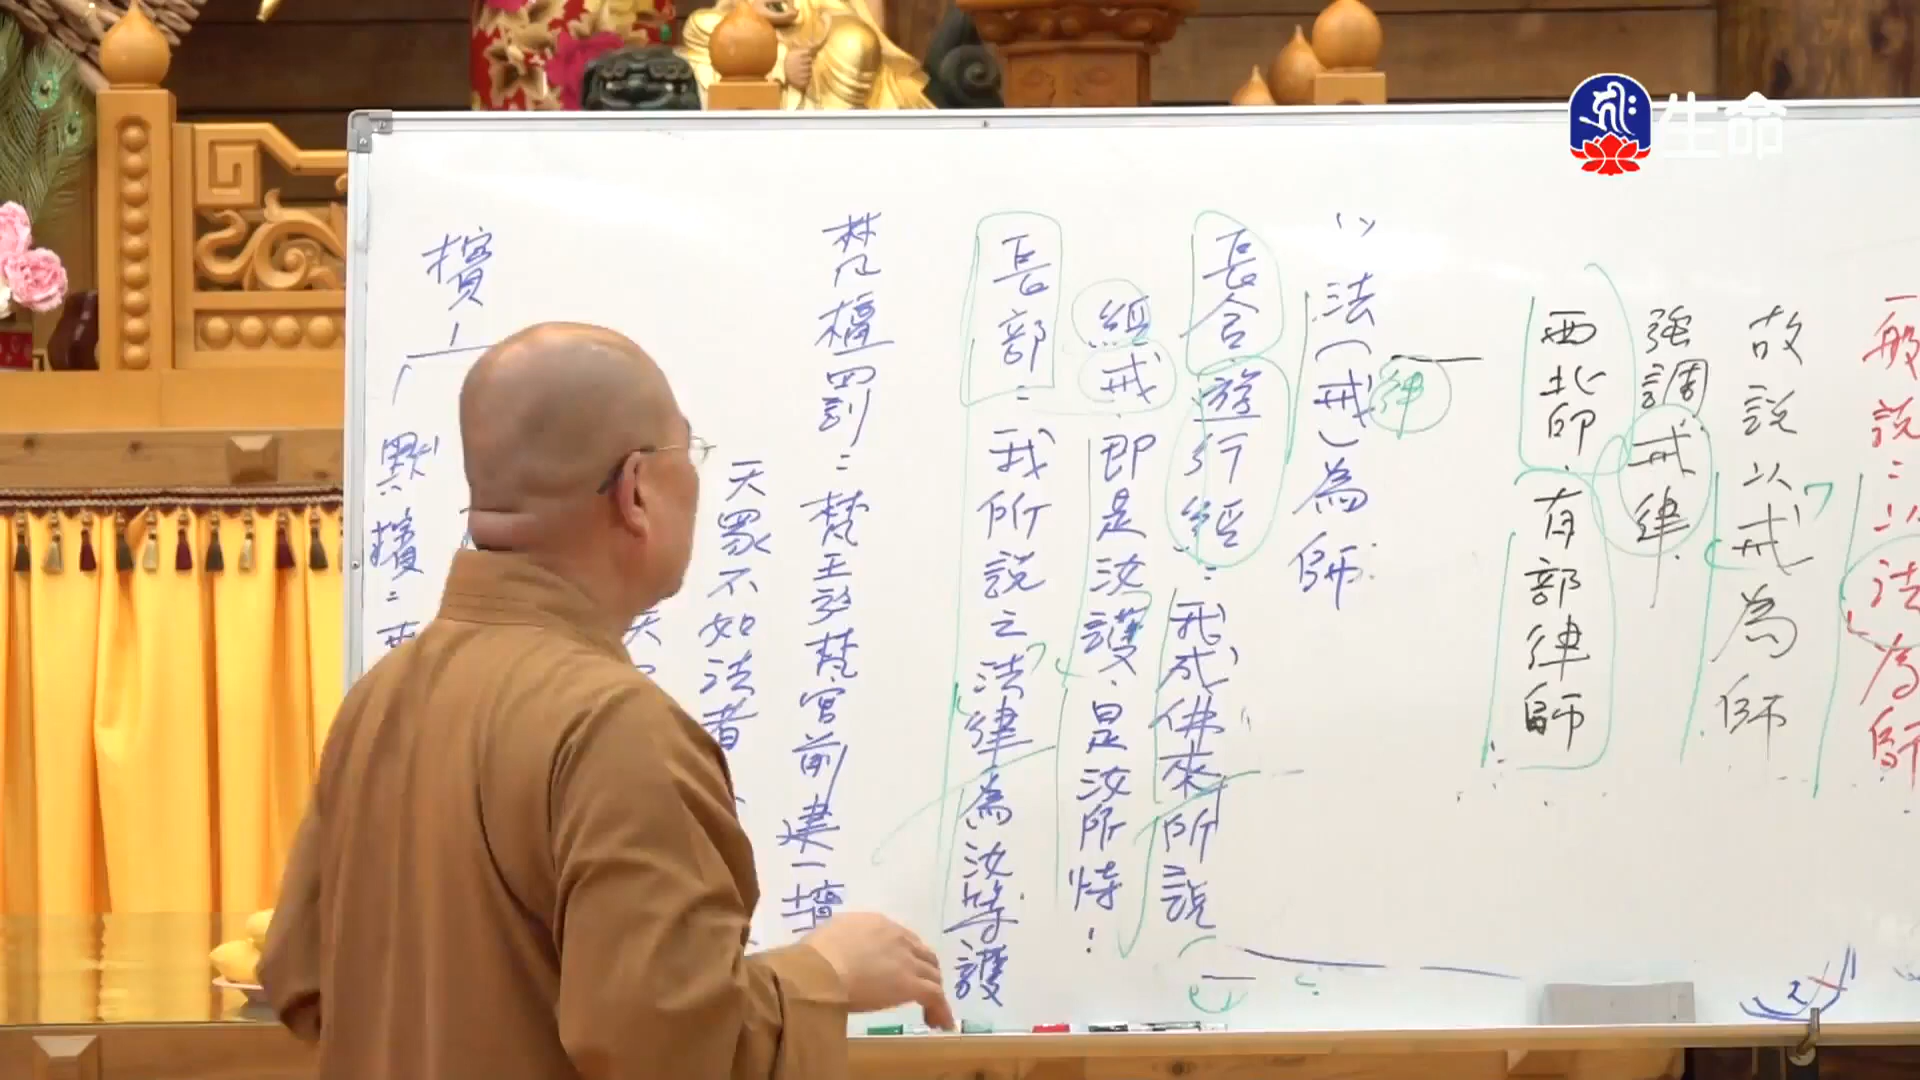 生命
一般說：以法為師
故說以戒為師
強調戒律
西北印、有部律師
(1)法(戒律)為師：
長含遊行經：我成佛來所說
經戒、即是汝護、是汝所恃！
長部：我所說之法律為汝等護
梵檀罰：梵王於梵宮前建一壇
天眾不如法者
擯
默擯：